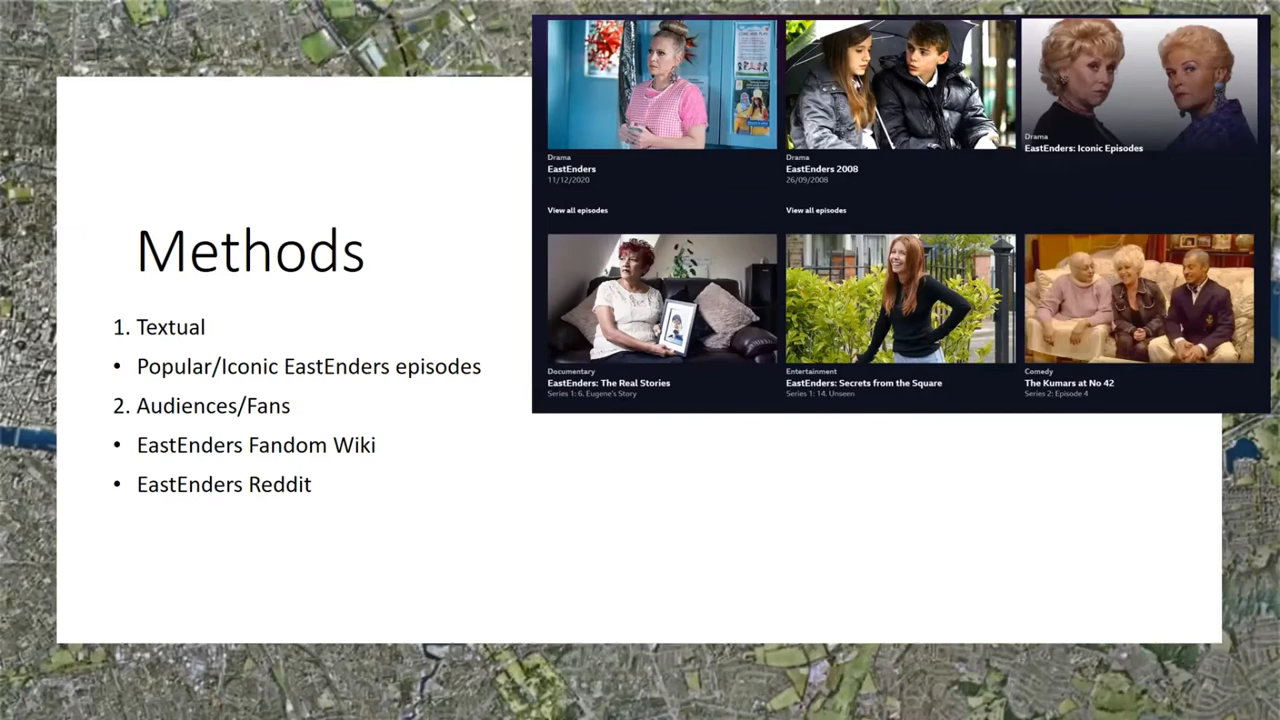 Methods
1. Textual
• Popular/Iconic EastEnders episodes
2. Audiences/Fans
• EastEnders Fandom Wiki
• EastEnders Reddit
Drama
EastEnders
11/12/2020
View all episodes
Drama
EastEnders 2008
26/09/2008
View all episodes
Drama
EastEnders: Iconic Episodes
Documentary
EastEnders: The Real Stories
Series 1: 6. Eugene's Story
Entertainment
EastEnders: Secrets from the Square
Series 1: 14. Unseen
Comedy
The Kumars at No 42
Series 2: Episode 4